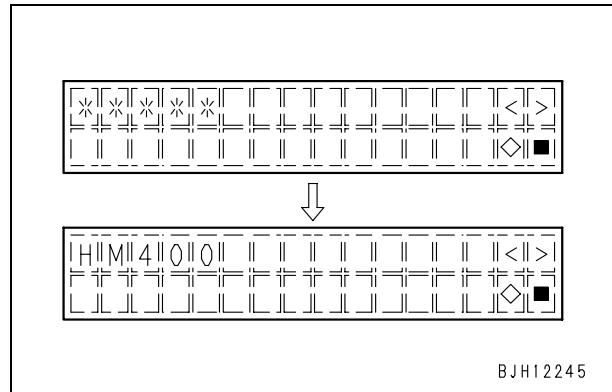 *****<>
◇■
⇩
HM400<>
◇■
BJH12245